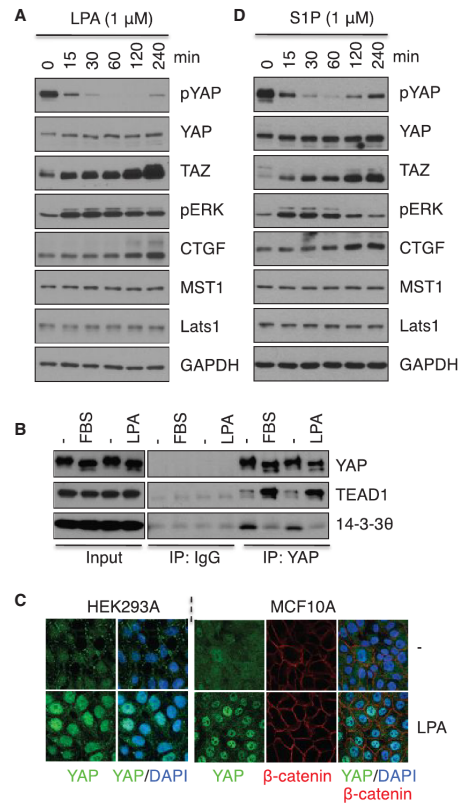 A
LPA (1 µM)
0 15 30 60 120 240 min
pYAP
YAP
TAZ
pERK
CTGF
MST1
Lats1
GAPDH
D
S1P (1 µM)
0 15 30 60 120 240 min
pYAP
YAP
TAZ
pERK
CTGF
MST1
Lats1
GAPDH
B
- FBS - LPA - FBS - LPA - FBS - LPA
YAP
TEAD1
14-3-3θ
Input IP: IgG IP: YAP
C
HEK293A MCF10A
-
LPA
YAP YAP/DAPI YAP β-catenin YAP/DAPI
β-catenin